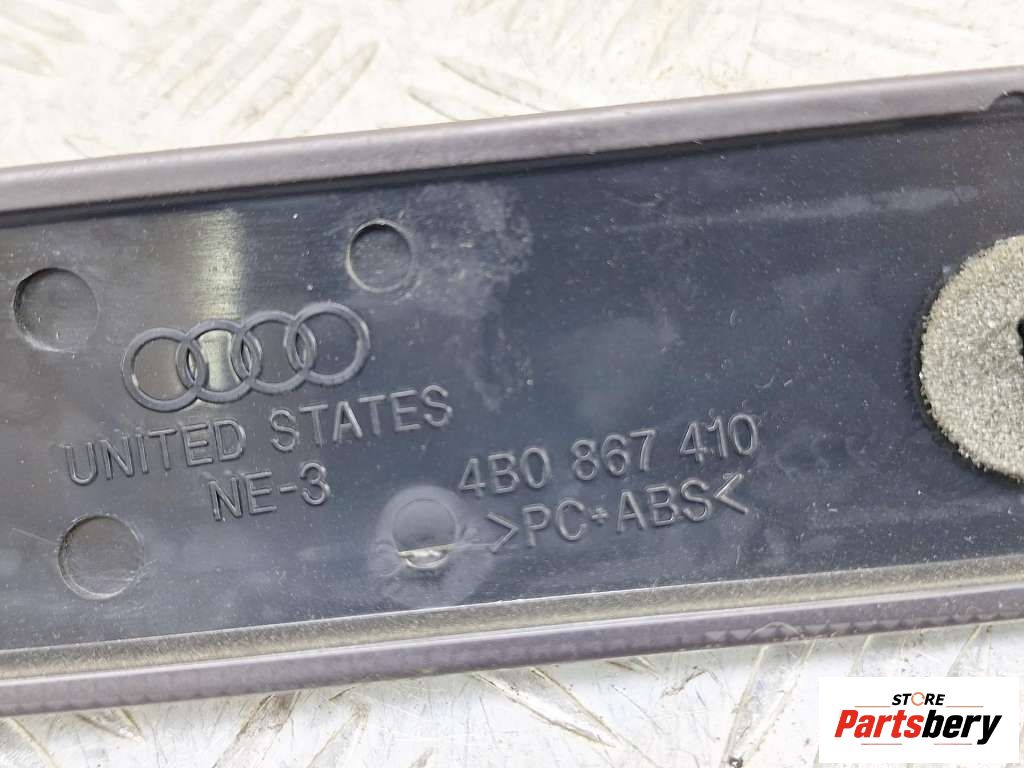 UNITED STATES
NE-3
4B0 867 410
>PC+ABS<
STORE
Partsbery